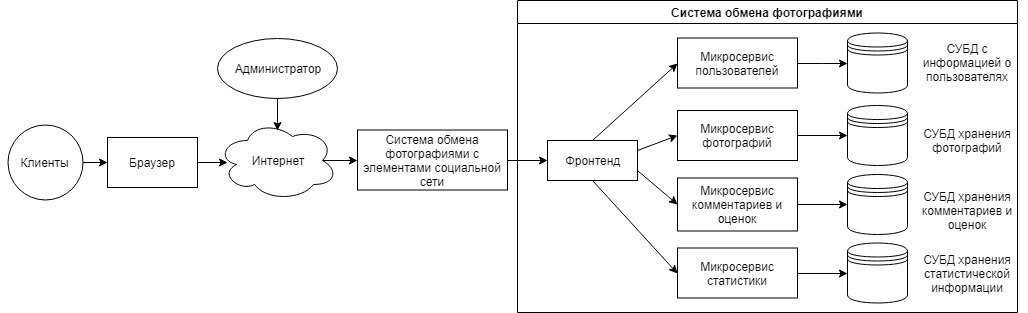 Система обмена фотографиями
Клиенты
Браузер
Администратор
Интернет
Система обмена
фотографиями с
элементами социальной
сети
Фронтенд
Микросервис
пользователей
СУБД с
информацией о
пользователях
Микросервис
фотографий
СУБД хранения
фотографий
Микросервис
комментариев и
оценок
СУБД хранения
комментариев и
оценок
Микросервис
статистики
СУБД хранения
статистической
информации